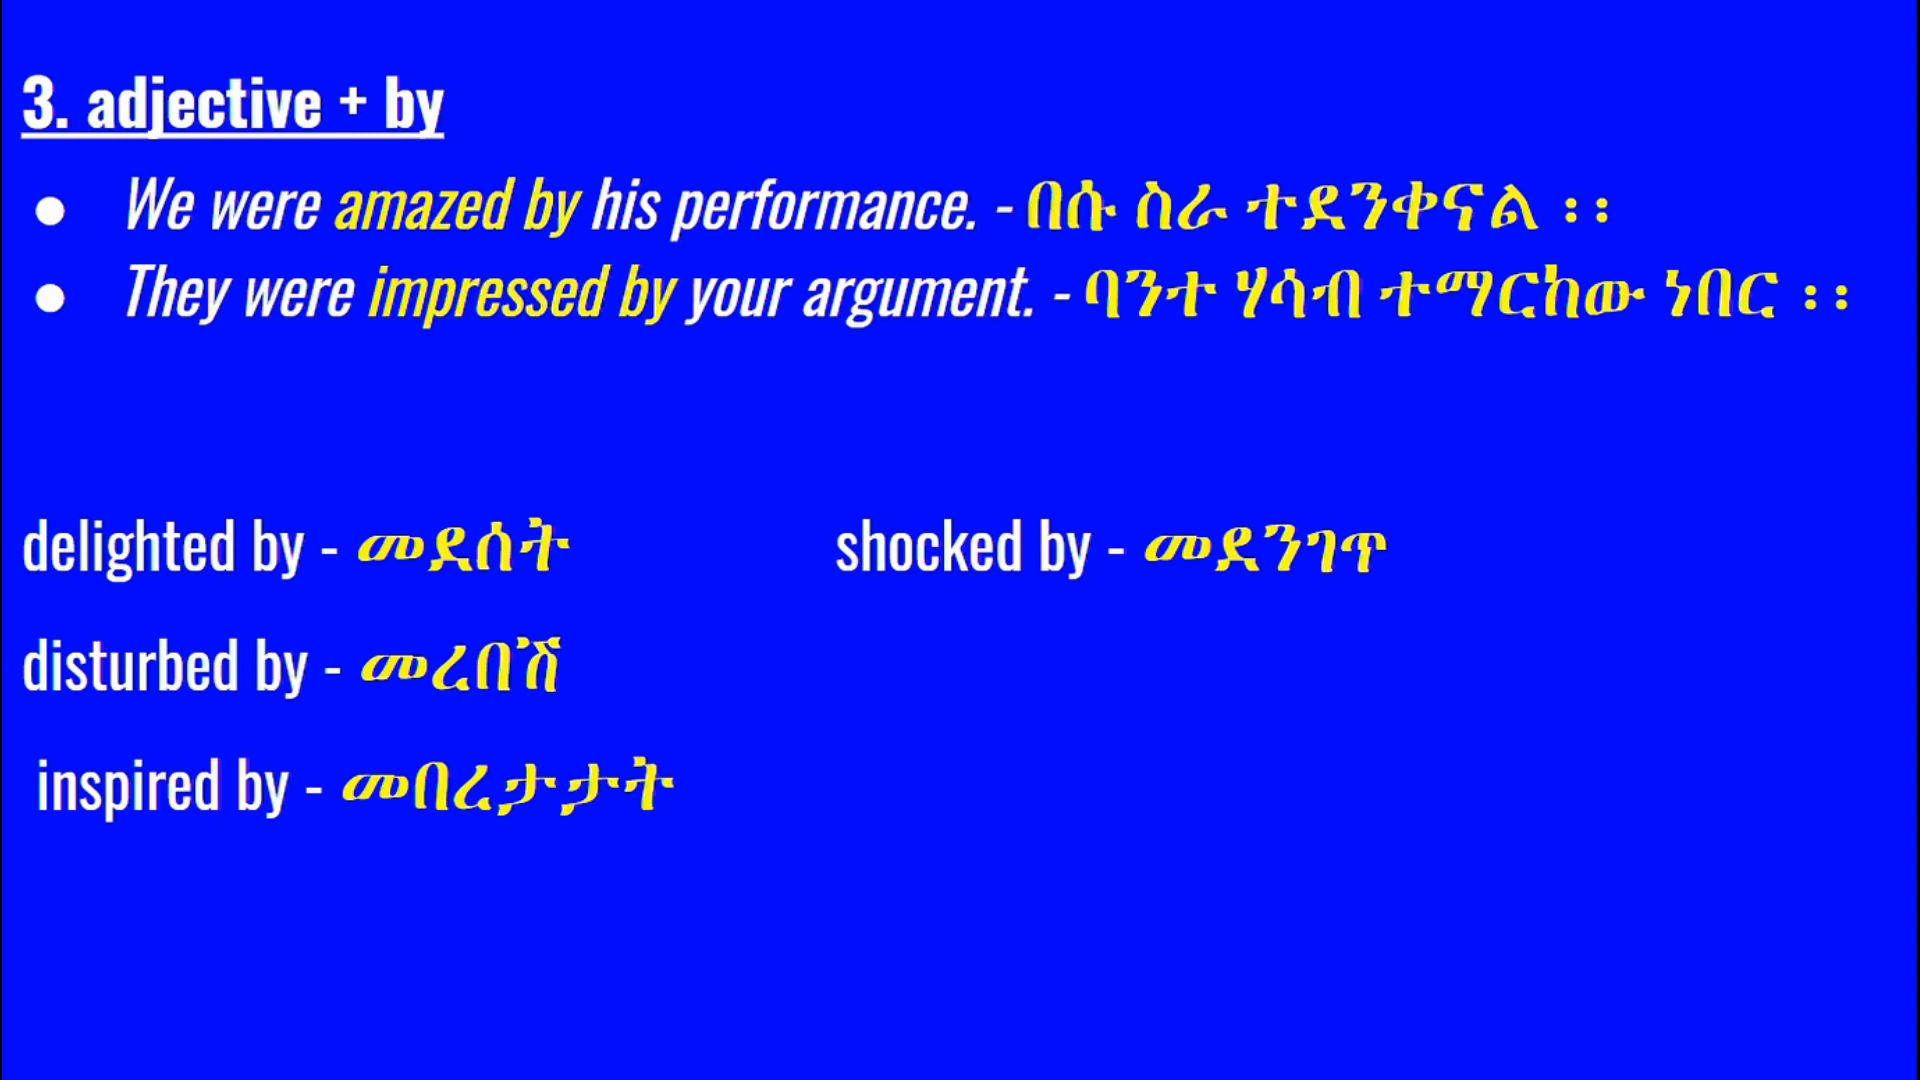 3. adjective + by
● We were amazed by his performance. - በሱ ስራ ተደንቀናል ፡፡
● They were impressed by your argument. - ባንተ ሃሳብ ተማርከው ነበር ፡፡
delighted by - መደሰት shocked by - መደንገጥ
disturbed by - መረበሽ
inspired by - መበረታታት